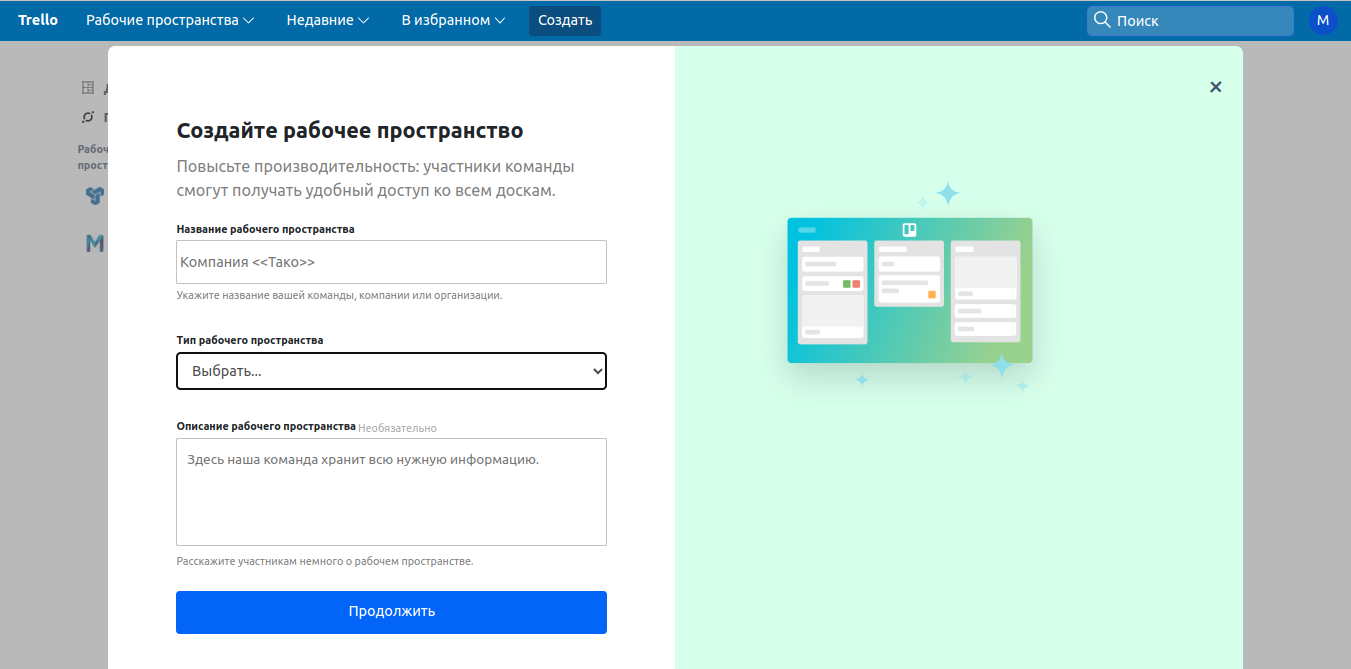 Trello Рабочие пространства Недавние В избранном Создать Поиск M
Создайте рабочее пространство
Повысьте производительность: участники команды
смогут получать удобный доступ ко всем доскам.
Название рабочего пространства
Компания <<Тако>>
Укажите название вашей команды, компании или организации.
Тип рабочего пространства
Выбрать...
Описание рабочего пространства Необязательно
Здесь наша команда хранит всю нужную информацию.
Расскажите участникам немного о рабочем пространстве.
Продолжить
M